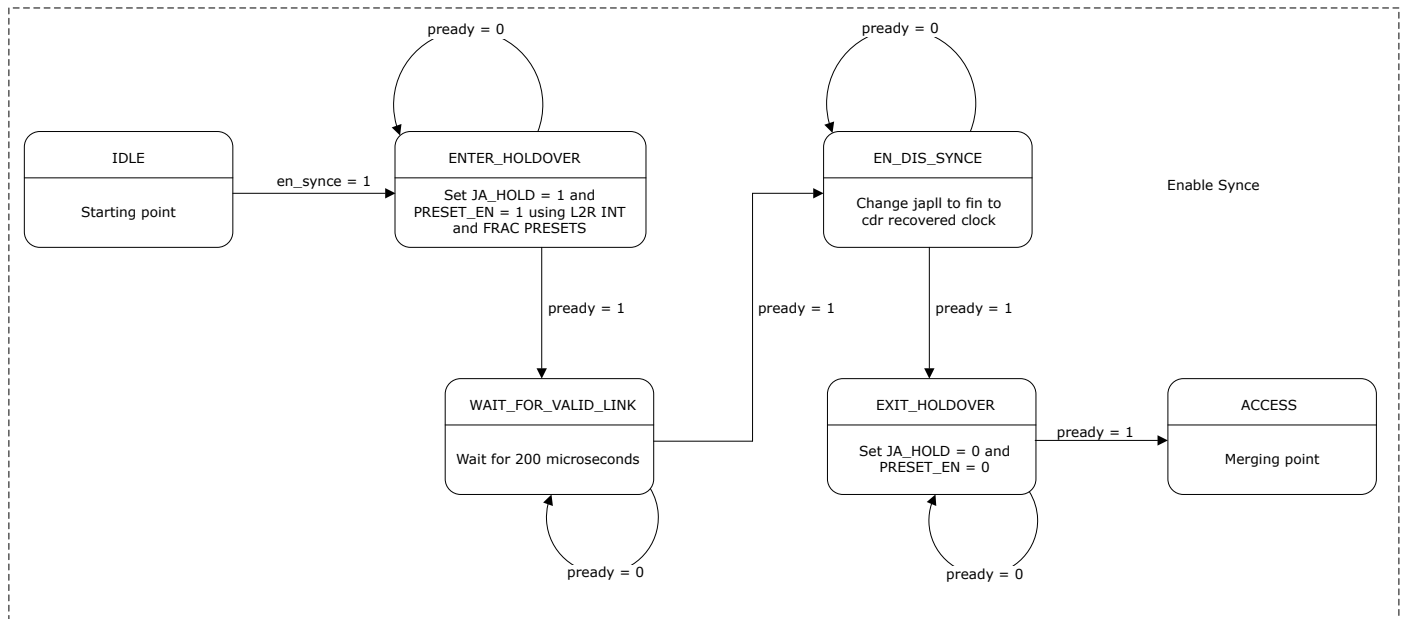 pready = 0
pready = 0
IDLE
Starting point
en_synce = 1
ENTER_HOLDOVER
Set JA_HOLD = 1 and
PRESET_EN = 1 using L2R INT
and FRAC PRESETS
EN_DIS_SYNCE
Change japll to fin to
cdr recovered clock
Enable Synce
pready = 1
pready = 1
pready = 1
WAIT_FOR_VALID_LINK
Wait for 200 microseconds
EXIT_HOLDOVER
Set JA_HOLD = 0 and
PRESET_EN = 0
pready = 1
ACCESS
Merging point
pready = 0
pready = 0